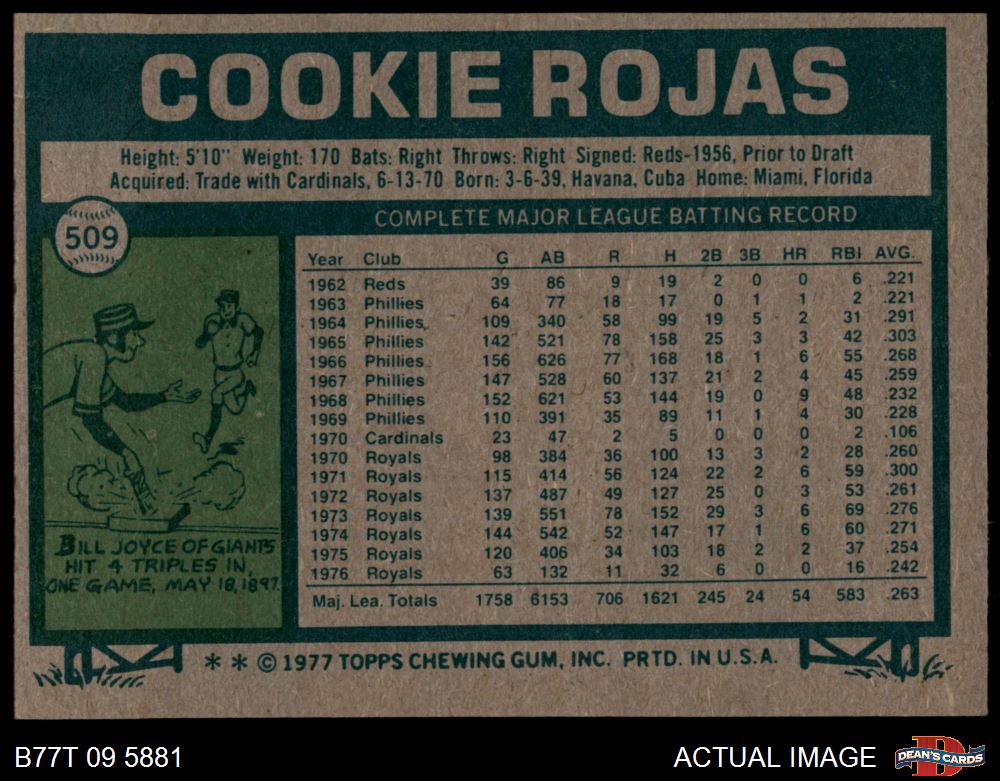 COOKIE ROJAS
Height: 5'10" Weight: 170 Bats: Right Throws: Right Signed: Reds-1956, Prior to Draft
Acquired: Trade with Cardinals, 6-13-70 Born: 3-6-39, Havana, Cuba Home: Miami, Florida
509
COMPLETE MAJOR LEAGUE BATTING RECORD
Year Club G AB R H 2B 3B HR RBI AVG.
1962 Reds 39 86 9 19 2 0 0 6 .221
1963 Phillies 64 77 18 17 0 1 1 2 .221
1964 Phillies 109 340 58 99 19 5 2 31 .291
1965 Phillies 142 521 78 158 25 3 3 42 .303
1966 Phillies 156 626 77 168 18 1 6 55 .268
1967 Phillies 147 528 60 137 21 2 4 45 .259
1968 Phillies 152 621 53 144 19 0 9 48 .232
1969 Phillies 110 391 35 89 11 1 4 30 .228
1970 Cardinals 23 47 2 5 0 0 0 2 .106
1970 Royals 98 384 36 100 13 3 2 28 .260
1971 Royals 115 414 56 124 22 2 6 59 .300
1972 Royals 137 487 49 127 25 0 3 53 .261
1973 Royals 139 551 78 152 29 3 6 69 .276
1974 Royals 144 542 52 147 17 1 6 60 .271
1975 Royals 120 406 34 103 18 2 2 37 .254
1976 Royals 63 132 11 32 6 0 0 16 .242
Maj. Lea. Totals 1758 6153 706 1621 245 24 54 583 .263
BILL JOYCE OF GIANTS
HIT 4 TRIPLES IN
ONE GAME, MAY 18, 1897.
* * © 1977 TOPPS CHEWING GUM, INC. PRTD. IN U.S.A.
B77T 09 5881
ACTUAL IMAGE
D
DEAN'S CARDS